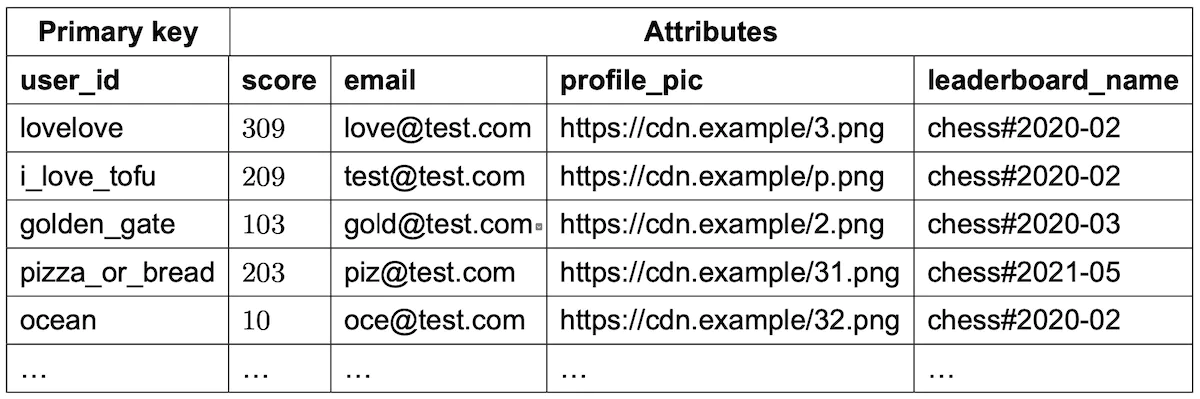 Primary key Attributes
user_id score email profile_pic leaderboard_name
lovelove 309 love@test.com https://cdn.example/3.png chess#2020-02
i_love_tofu 209 test@test.com https://cdn.example/p.png chess#2020-02
golden_gate 103 gold@test.com https://cdn.example/2.png chess#2020-03
pizza_or_bread 203 piz@test.com https://cdn.example/31.png chess#2021-05
ocean 10 oce@test.com https://cdn.example/32.png chess#2020-02
… … … … …